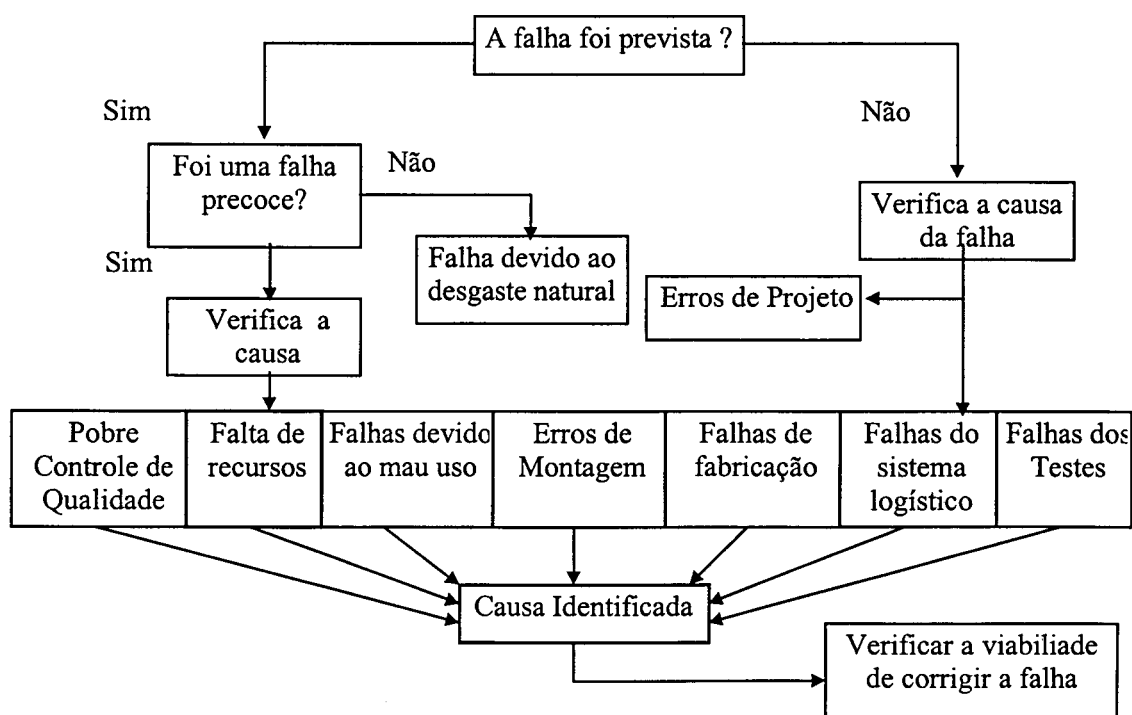 A falha foi prevista ?
Sim
Não
Foi uma falha
precoce?
Não
Verifica a causa
da falha
Sim
Falha devido ao
desgaste natural
Erros de Projeto
Verifica a
causa
Pobre
Controle de
Qualidade
Falta de
recursos
Falhas devido
ao mau uso
Erros de
Montagem
Falhas de
fabricação
Falhas do
sistema
logístico
Falhas dos
Testes
Causa Identificada
Verificar a viabiliade
de corrigir a falha